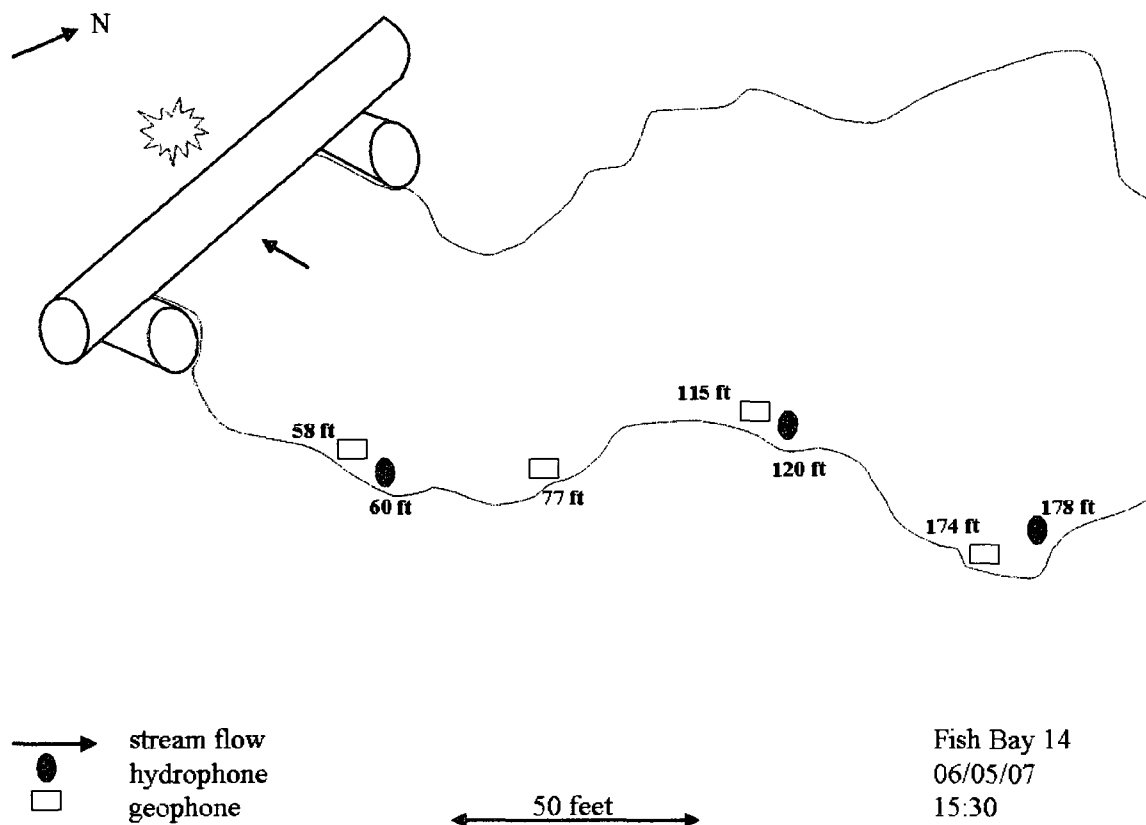 N
115 ft
58 ft
120 ft
77 ft
60 ft
178 ft
174 ft
stream flow
hydrophone
geophone
50 feet
Fish Bay 14
06/05/07
15:30